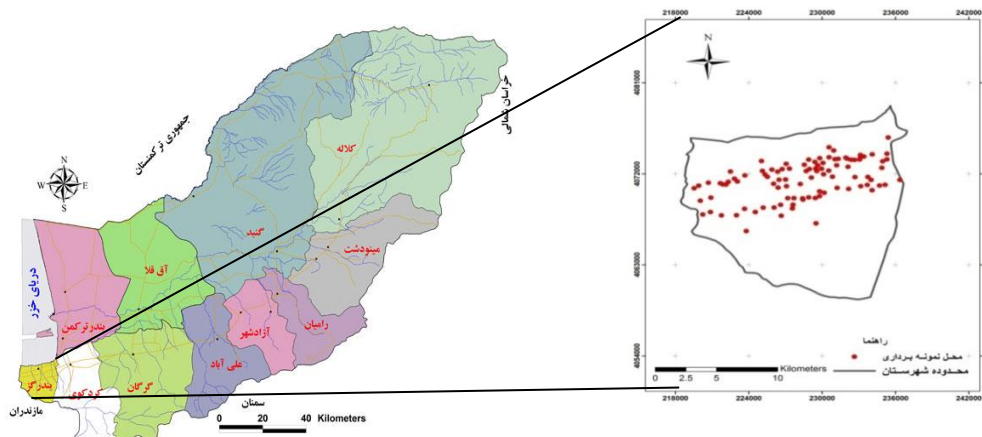 جمهوری ترکمنستان
خراسان شمالی
کلاله
گنبد
مینودشت
آق قلا
دریای خزر
بندرترکمن
رامیان
آزادشهر
علی آباد
گرگان
کردکوی
بندرگز
مازندران
سمنان
N
W E
S
0 20 40 Kilometers
218000 224000 230000 236000 242000
N
4081000
4072000
4063000
4054000
راهنما
محل نمونه برداری
محدوده شهرستان
Kilometers
0 2.5 5 10
218000 224000 230000 236000 242000